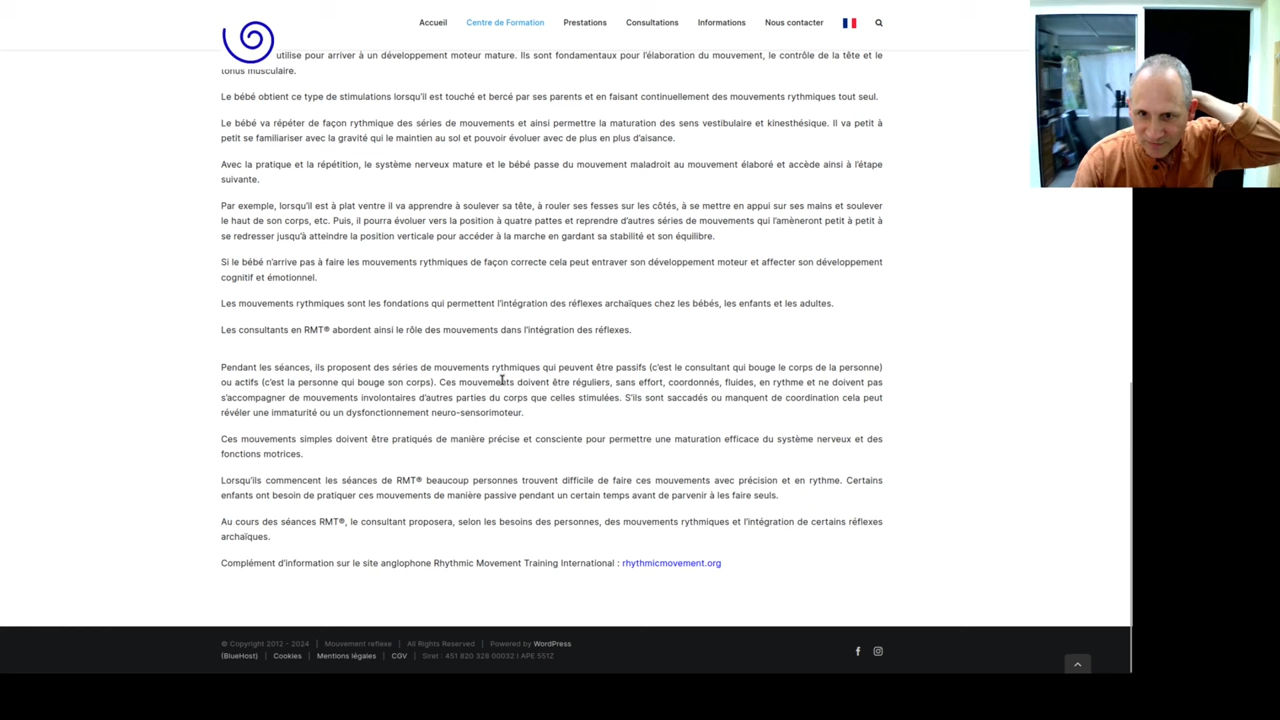 Accueil
Centre de Formation
Prestations
Consultations
Informations
Nous contacter
utilise pour arriver à un développement moteur mature. Ils sont fondamentaux pour l'élaboration du mouvement, le contrôle de la tête et le
tonus musculaire.
Le bébé obtient ce type de stimulations lorsqu'il est touché et bercé par ses parents et en faisant continuellement des mouvements rythmiques tout seul.
Le bébé va répéter de façon rythmique des séries de mouvements et ainsi permettre la maturation des sens vestibulaire et kinesthésique. Il va petit à
petit se familiariser avec la gravité qui le maintien au sol et pouvoir évoluer avec de plus en plus d'aisance.
Avec la pratique et la répétition, le système nerveux mature et le bébé passe du mouvement maladroit au mouvement élaboré et accède ainsi à l'étape
suivante.
Par exemple, lorsqu'il est à plat ventre il va apprendre à soulever sa tête, à rouler ses fesses sur les côtés, à se mettre en appui sur ses mains et soulever
le haut de son corps, etc. Puis, il pourra évoluer vers la position à quatre pattes et reprendre d'autres séries de mouvements qui l'amèneront petit à petit à
se redresser jusqu'à atteindre la position verticale pour accéder à la marche en gardant sa stabilité et son équilibre.
Si le bébé n'arrive pas à faire les mouvements rythmiques de façon correcte cela peut entraver son développement moteur et affecter son développement
cognitif et émotionnel.
Les mouvements rythmiques sont les fondations qui permettent l'intégration des réflexes archaïques chez les bébés, les enfants et les adultes.
Les consultants en RMT® abordent ainsi le rôle des mouvements dans l'intégration des réflexes.
Pendant les séances, ils proposent des séries de mouvements rythmiques qui peuvent être passifs (c'est le consultant qui bouge le corps de la personne)
ou actifs (c'est la personne qui bouge son corps). Ces mouvements doivent être réguliers, sans effort, coordonnés, fluides, en rythme et ne doivent pas
s'accompagner de mouvements involontaires d'autres parties du corps que celles stimulées. S'ils sont saccadés ou manquent de coordination cela peut
révéler une immaturité ou un dysfonctionnement neuro-sensorimoteur.
Ces mouvements simples doivent être pratiqués de manière précise et consciente pour permettre une maturation efficace du système nerveux et des
fonctions motrices.
Lorsqu'ils commencent les séances de RMT® beaucoup personnes trouvent difficile de faire ces mouvements avec précision et en rythme. Certains
enfants ont besoin de pratiquer ces mouvements de manière passive pendant un certain temps avant de parvenir à les faire seuls.
Au cours des séances RMT®, le consultant proposera, selon les besoins des personnes, des mouvements rythmiques et l'intégration de certains réflexes
archaïques.
Complément d'information sur le site anglophone Rhythmic Movement Training International : rhythmicmovement.org
© Copyright 2012 - 2024 | Mouvement reflexe | All Rights Reserved | Powered by WordPress
(BlueHost) | Cookies | Mentions légales | CGV | Siret : 451 820 328 00032 I APE 551Z